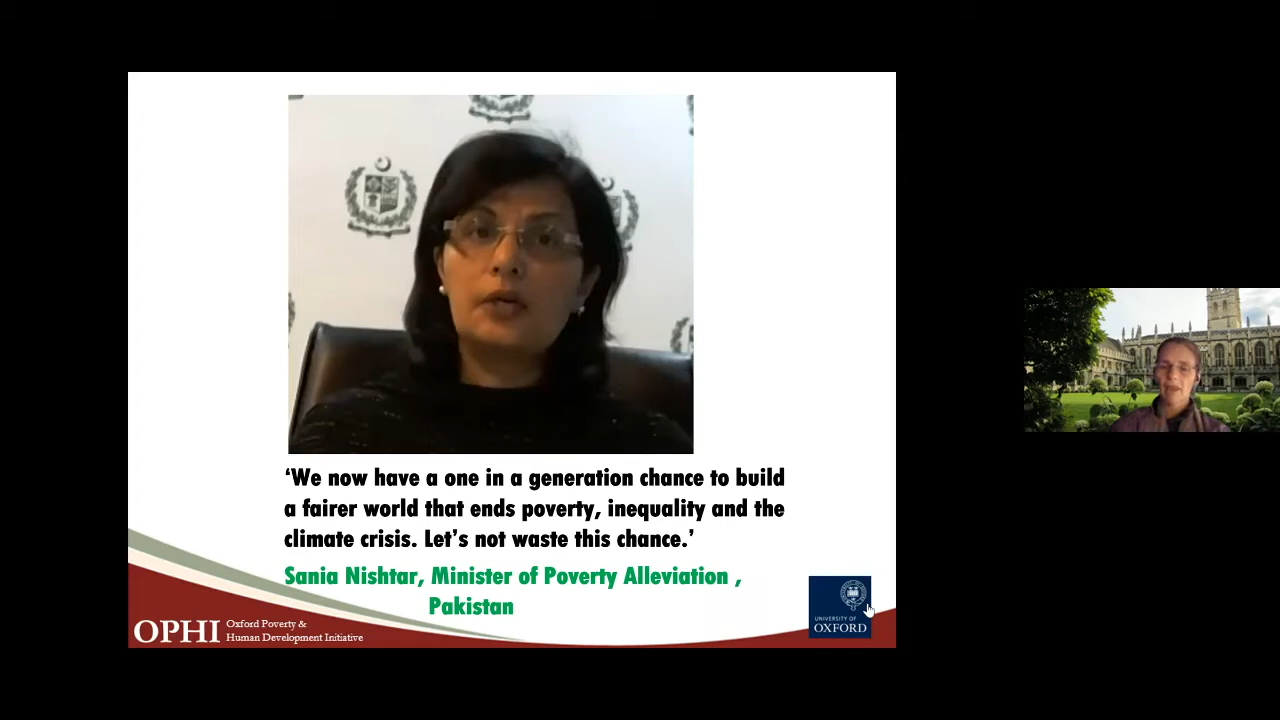 ‘We now have a one in a generation chance to build
a fairer world that ends poverty, inequality and the
climate crisis. Let’s not waste this chance.’
Sania Nishtar, Minister of Poverty Alleviation ,
Pakistan
OPHI
Oxford Poverty &
Human Development Initiative
UNIVERSITY OF
OXFORD